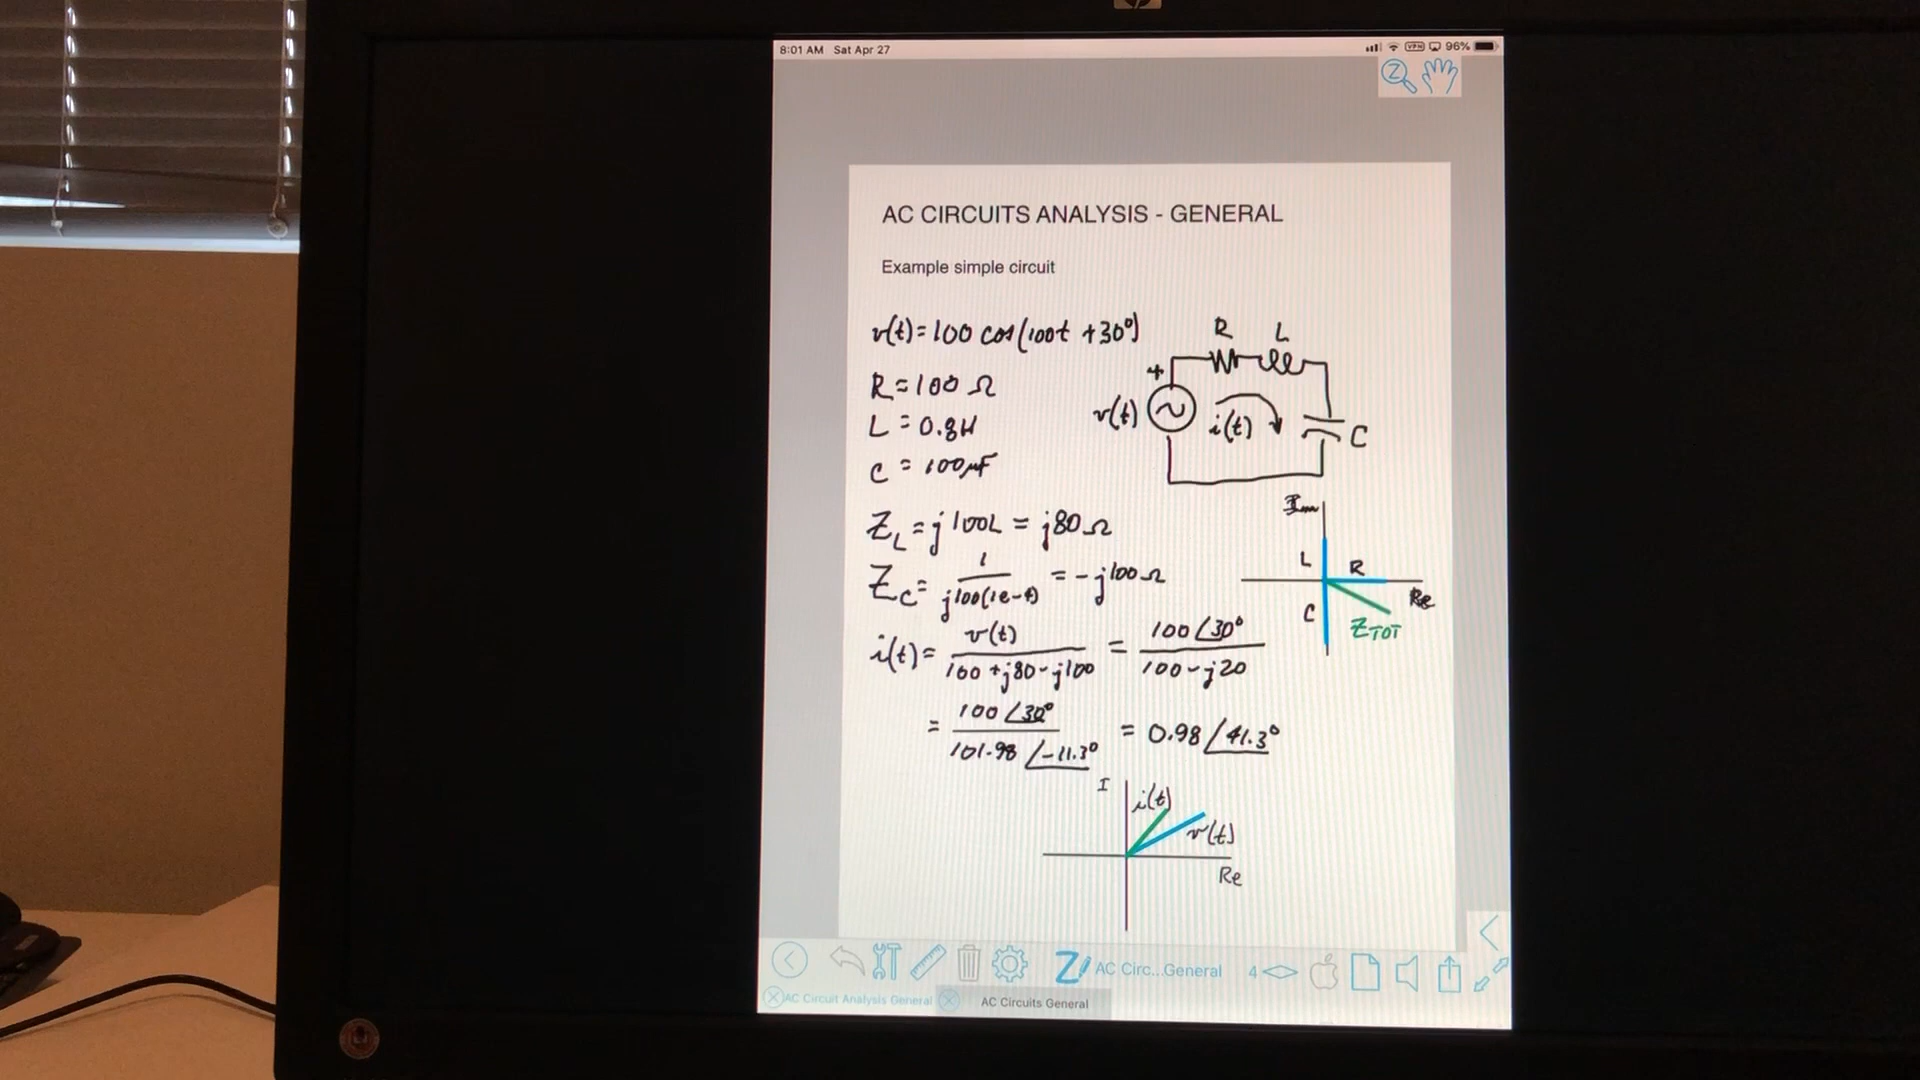 8:01 AM Sat Apr 27
VPN 96%
AC CIRCUITS ANALYSIS - GENERAL
Example simple circuit
v(t)=100 cos(100t +30°)
R=100 Ω
L=0.8H
C=100μF
R L
+
v(t) i(t) C
Z_L = j100L = j80Ω
Z_C = 1/(j100(1e-4)) = -j100Ω
Im
L R
Re
C
Z_TOT
i(t) = v(t)/(100 +j80-j100) = 100∠30°/(100-j20)
= 100∠30°/(101.98∠-11.3°) = 0.98∠41.3°
I i(t)
v(t)
Re
Z AC Circ...General 4
AC Circuit Analysis General AC Circuits General